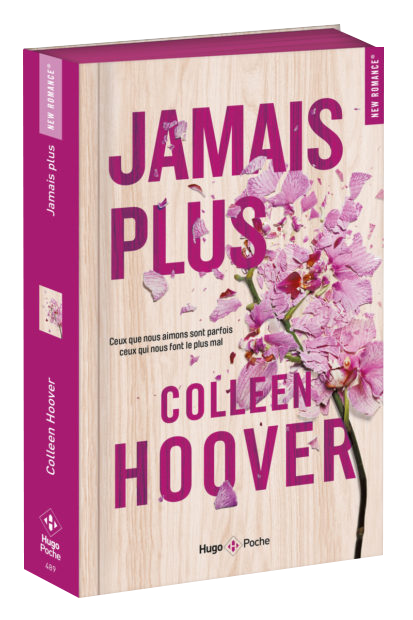 NEW ROMANCE®
Jamais plus
Colleen Hoover
Hugo
Poche
489
NEW ROMANCE®
JAMAIS
PLUS
Ceux que nous aimons sont parfois
ceux qui nous font le plus mal
COLLEEN
HOOVER
Hugo Poche